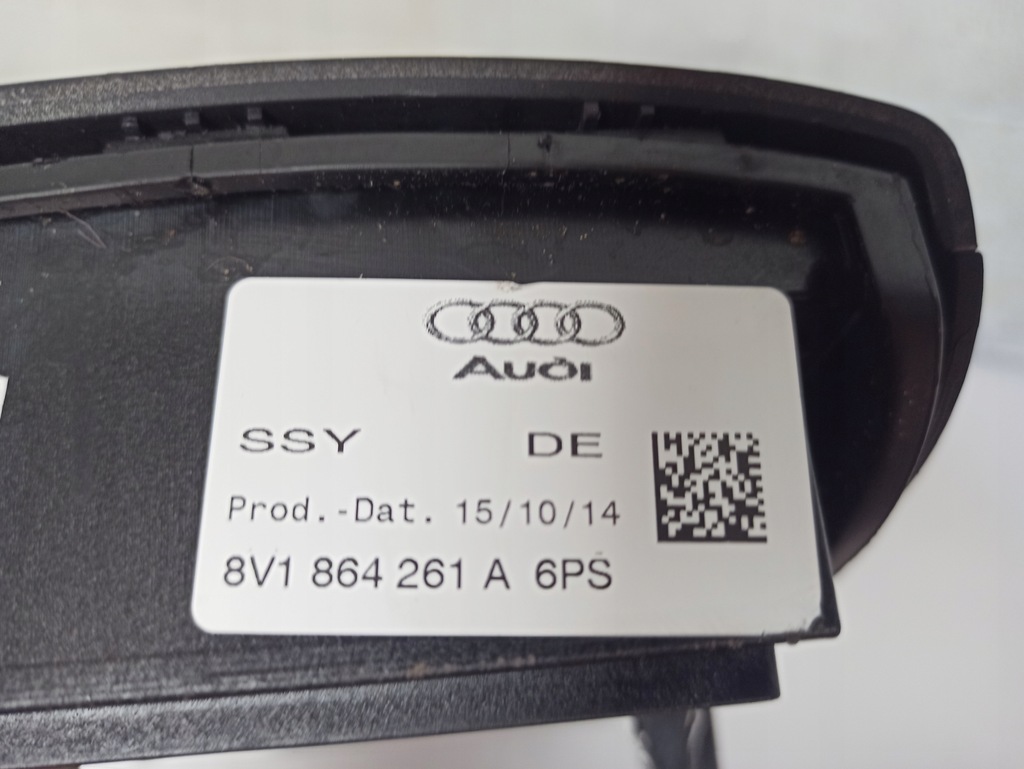 Audi
SSY DE
Prod.-Dat. 15/10/14
8V1 864 261 A 6PS